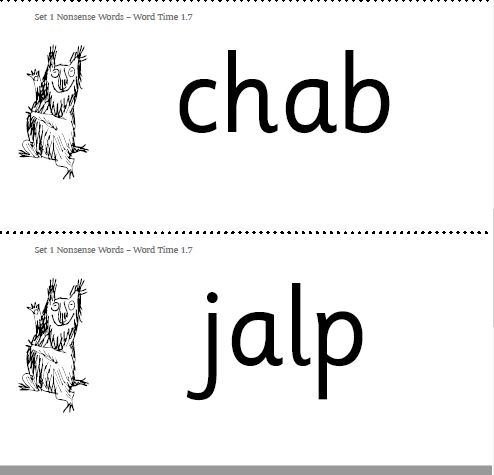 Set 1 Nonsense Words – Word Time 1.7
chab
Set 1 Nonsense Words – Word Time 1.7
jalp